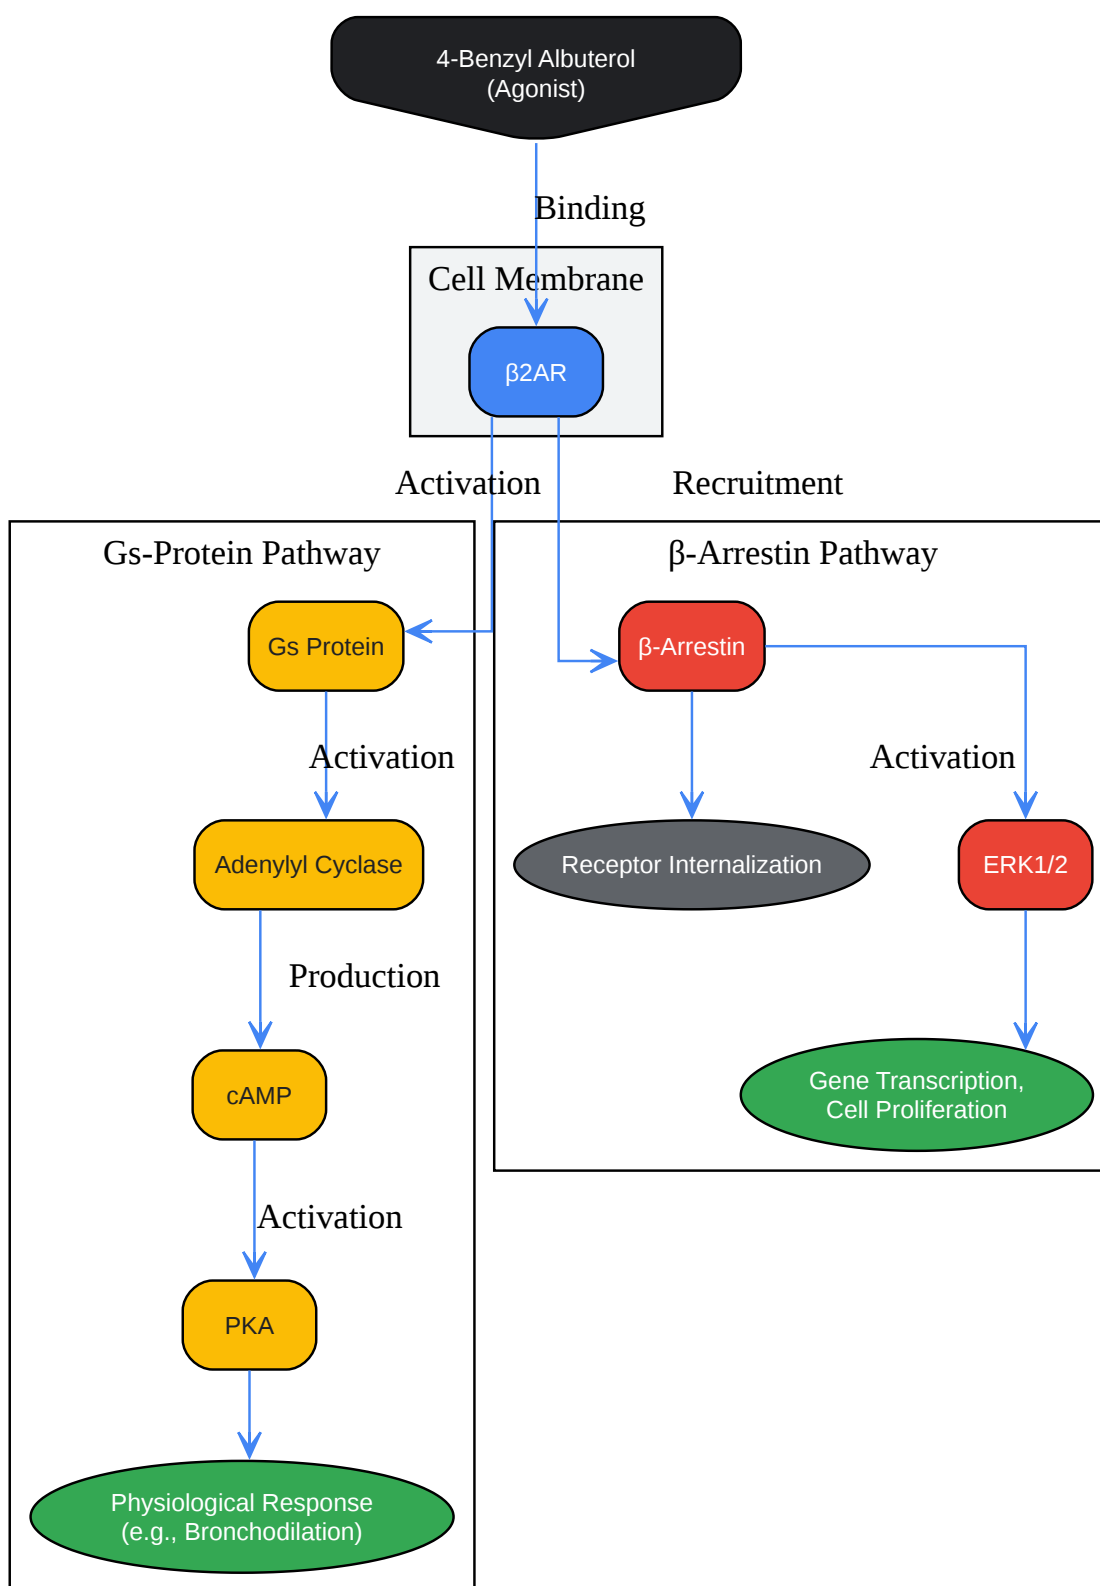 4-Benzyl Albuterol
(Agonist)
Binding
Cell Membrane
β2AR
Activation
Recruitment
Gs-Protein Pathway
Gs Protein
Activation
Adenylyl Cyclase
Production
cAMP
Activation
PKA
Physiological Response
(e.g., Bronchodilation)
β-Arrestin Pathway
β-Arrestin
Activation
Receptor Internalization
ERK1/2
Gene Transcription,
Cell Proliferation